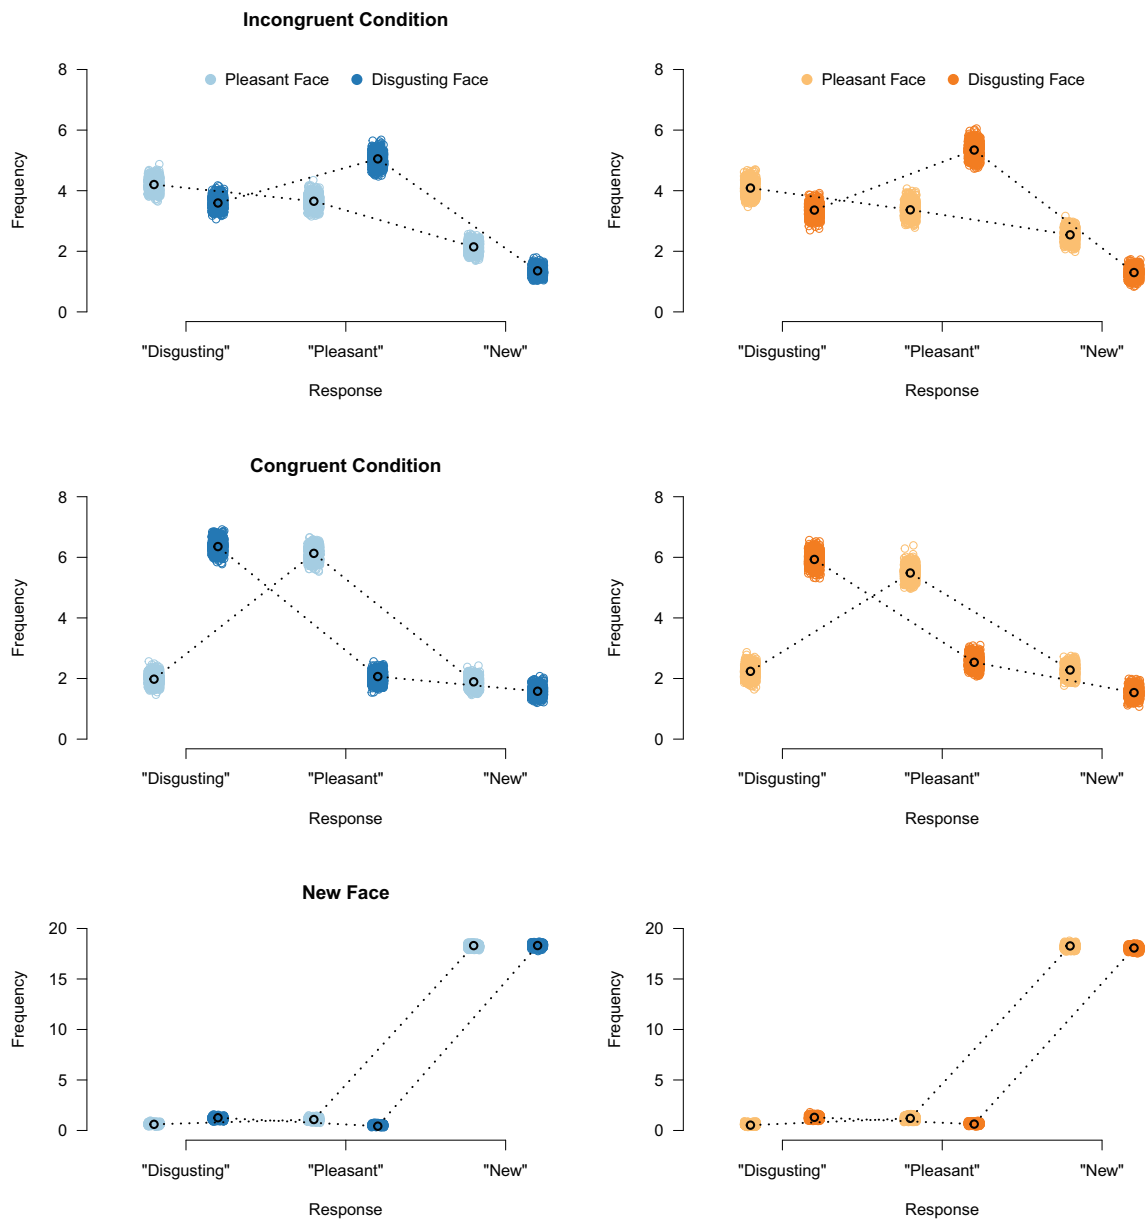 Incongruent Condition
8
6
4
2
0
Frequency
Pleasant Face
Disgusting Face
"Disgusting"
"Pleasant"
"New"
Response
8
6
4
2
0
Frequency
Pleasant Face
Disgusting Face
"Disgusting"
"Pleasant"
"New"
Response
Congruent Condition
8
6
4
2
0
Frequency
"Disgusting"
"Pleasant"
"New"
Response
8
6
4
2
0
Frequency
"Disgusting"
"Pleasant"
"New"
Response
New Face
20
15
10
5
0
Frequency
"Disgusting"
"Pleasant"
"New"
Response
20
15
10
5
0
Frequency
"Disgusting"
"Pleasant"
"New"
Response